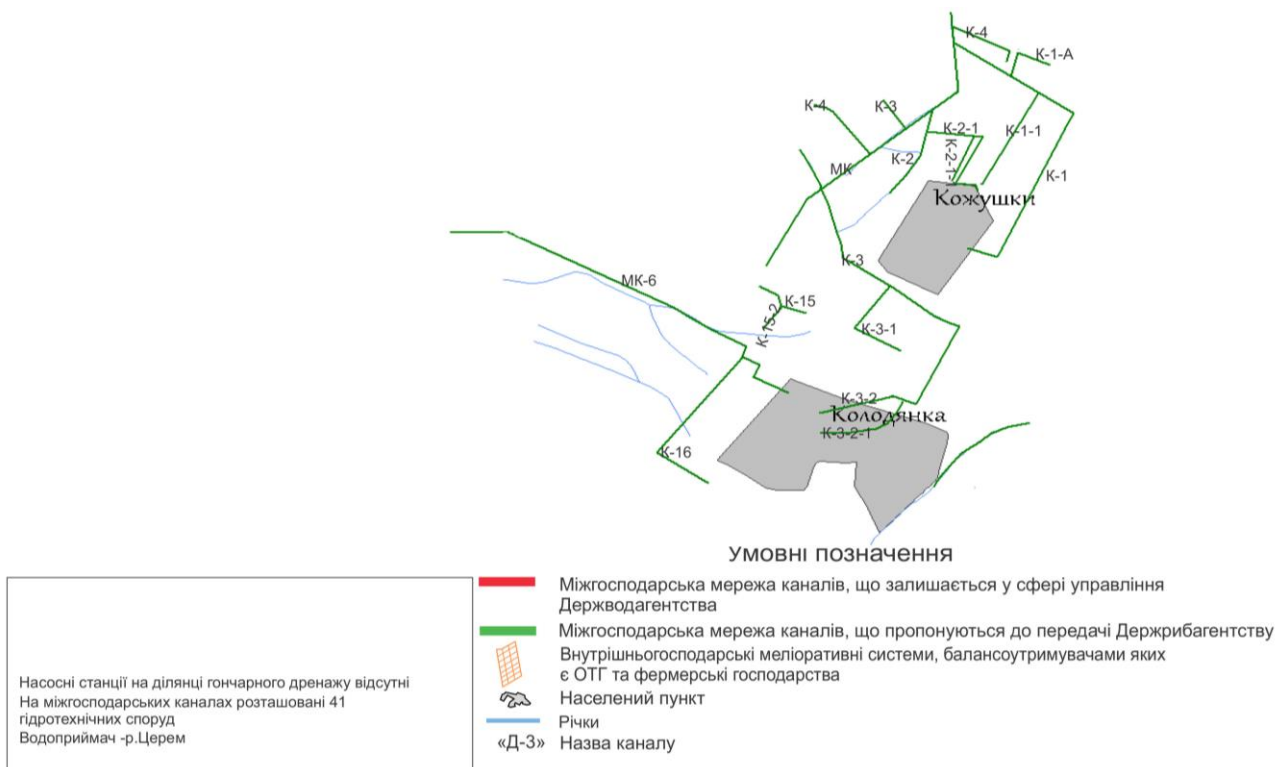 К-4
К-1-А
К-4
К-3
К-2-1
К-1-1
К-2
К-2-1-
МК
К-1
Кожушки
К-3
МК-6
К-15
К-15-2
К-3-1
К-3-2
Колодянка
К-3-2-1
К-16
Умовні позначення
Міжгосподарська мережа каналів, що залишається у сфері управління
Держводагентства
Міжгосподарська мережа каналів, що пропонуються до передачі Держрибагентству
Внутрішньогосподарські меліоративні системи, балансоутримувачами яких
є ОТГ та фермерські господарства
Населений пункт
Річки
«Д-3» Назва каналу
Насосні станції на ділянці гончарного дренажу відсутні
На міжгосподарських каналах розташовані 41
гідротехнічних споруд
Водоприймач -р.Церем